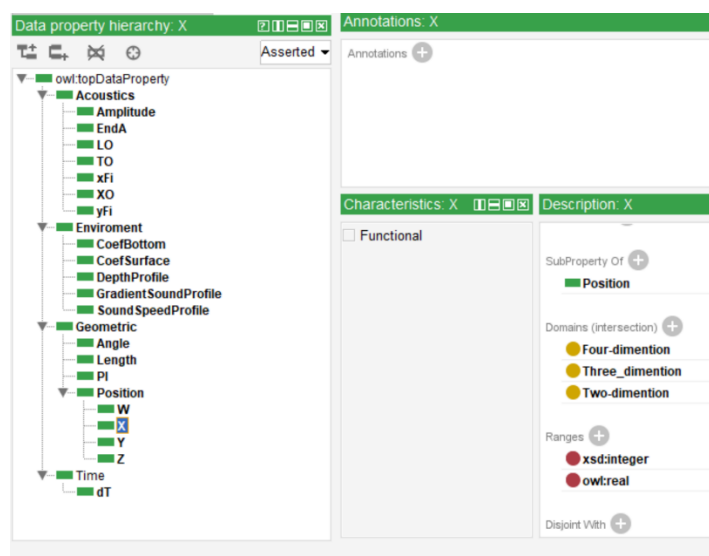 Data property hierarchy: X
Asserted
owl:topDataProperty
Acoustics
Amplitude
EndA
LO
TO
xFi
XO
yFi
Enviroment
CoefBottom
CoefSurface
DepthProfile
GradientSoundProfile
SoundSpeedProfile
Geometric
Angle
Length
PI
Position
W
X
Y
Z
Time
dT
Annotations: X
Annotations
Characteristics: X
Functional
Description: X
SubProperty Of
Position
Domains (intersection)
Four-dimention
Three_dimention
Two-dimention
Ranges
xsd:integer
owl:real
Disjoint With